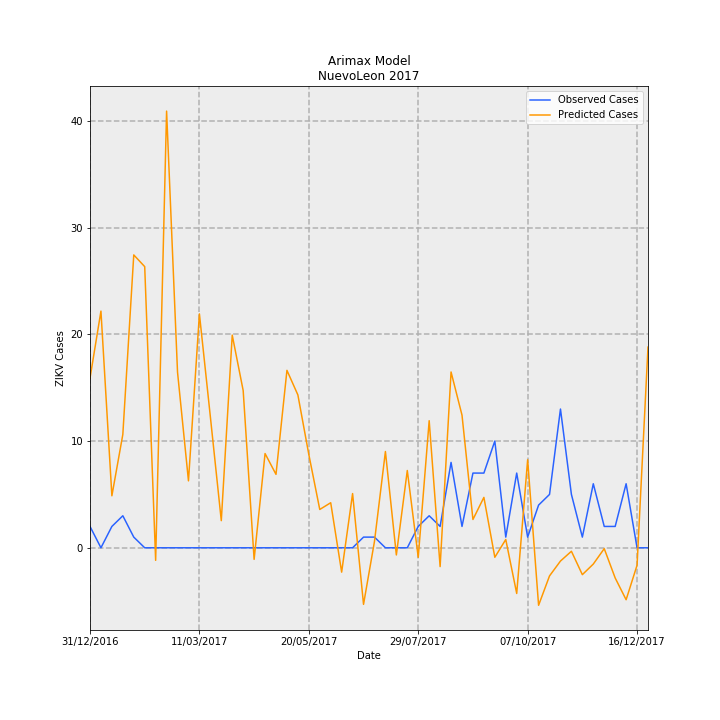 Arimax Model
NuevoLeon 2017
Observed Cases
Predicted Cases
ZIKV Cases
40
30
20
10
0
31/12/2016 11/03/2017 20/05/2017 29/07/2017 07/10/2017 16/12/2017
Date